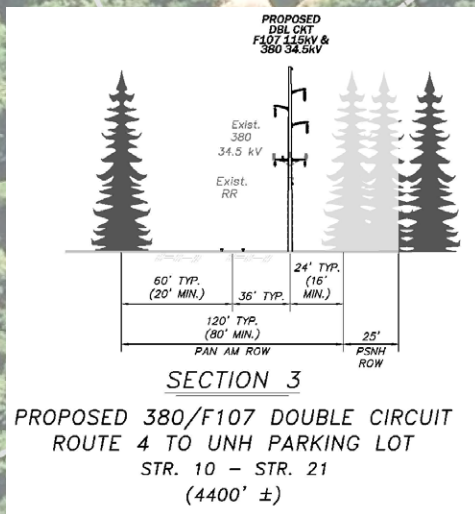 PROPOSED
DBL CKT
F107 115kV &
380 34.5kV
Exist.
380
34.5 kV
Exist.
RR
60' TYP.
(20' MIN.)
36' TYP.
24' TYP.
(16'
MIN.)
120' TYP.
(80' MIN.)
PAN AM ROW
25'
PSNH
ROW
SECTION 3
PROPOSED 380/F107 DOUBLE CIRCUIT
ROUTE 4 TO UNH PARKING LOT
STR. 10 – STR. 21
(4400' ±)